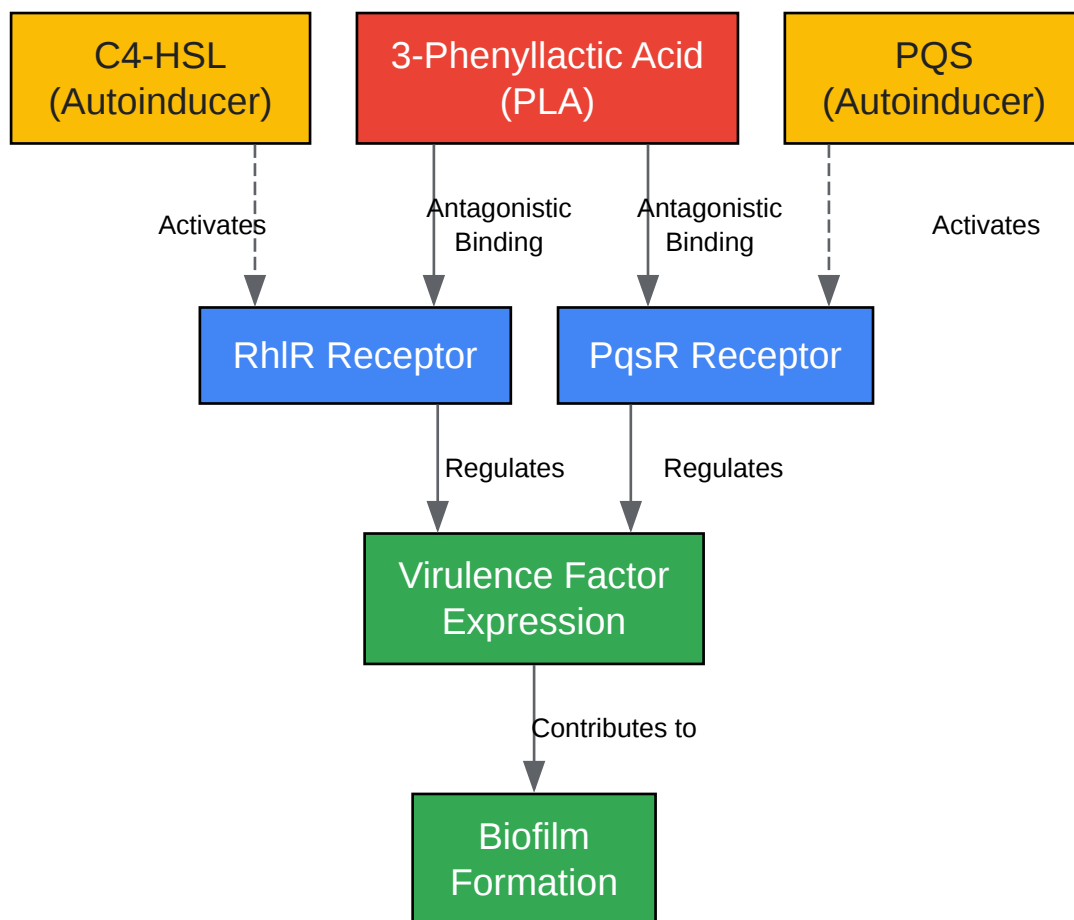 C4-HSL
(Autoinducer)
3-Phenyllactic Acid
(PLA)
PQS
(Autoinducer)
Activates
Antagonistic
Binding
Antagonistic
Binding
Activates
RhlR Receptor
PqsR Receptor
Regulates
Regulates
Virulence Factor
Expression
Contributes to
Biofilm
Formation